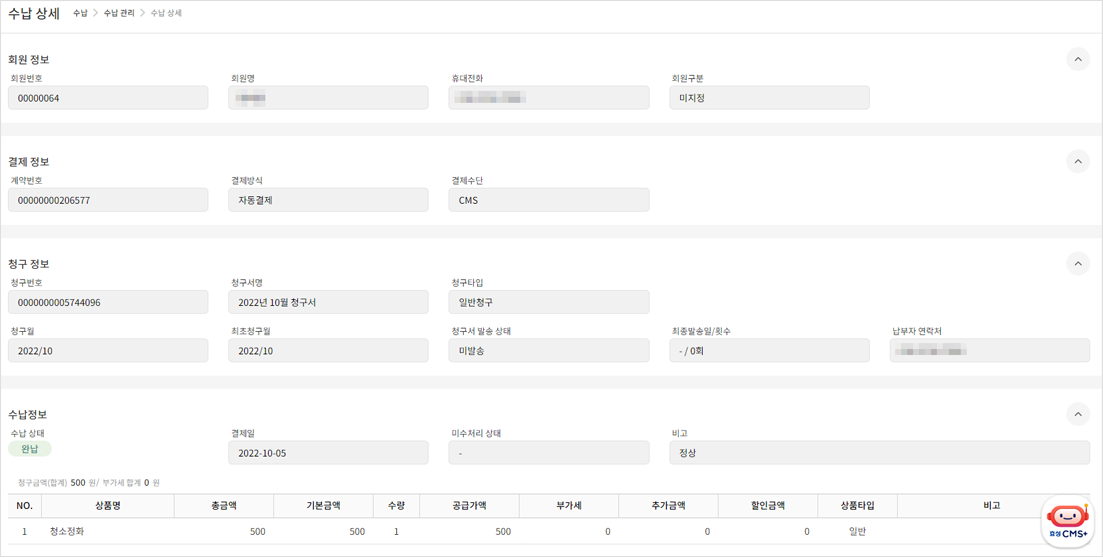 수납 상세 수납 > 수납 관리 > 수납 상세
회원 정보
회원번호 회원명 휴대전화 회원구분
00000064 미지정
결제 정보
계약번호 결제방식 결제수단
00000000206577 자동결제 CMS
청구 정보
청구번호 청구서명 청구타입
0000000005744096 2022년 10월 청구서 일반청구
청구월 최초청구월 청구서 발송 상태 최종발송일/횟수 납부자 연락처
2022/10 2022/10 미발송 - / 0회
수납정보
수납 상태 결제일 미수처리 상태 비고
완납 2022-10-05 - 정상
청구금액(합계) 500 원/ 부가세 합계 0 원
NO. 상품명 총금액 기본금액 수량 공급가액 부가세 추가금액 할인금액 상품타입 비고
1 청소정화 500 500 1 500 0 0 0 일반
효성 CMS+